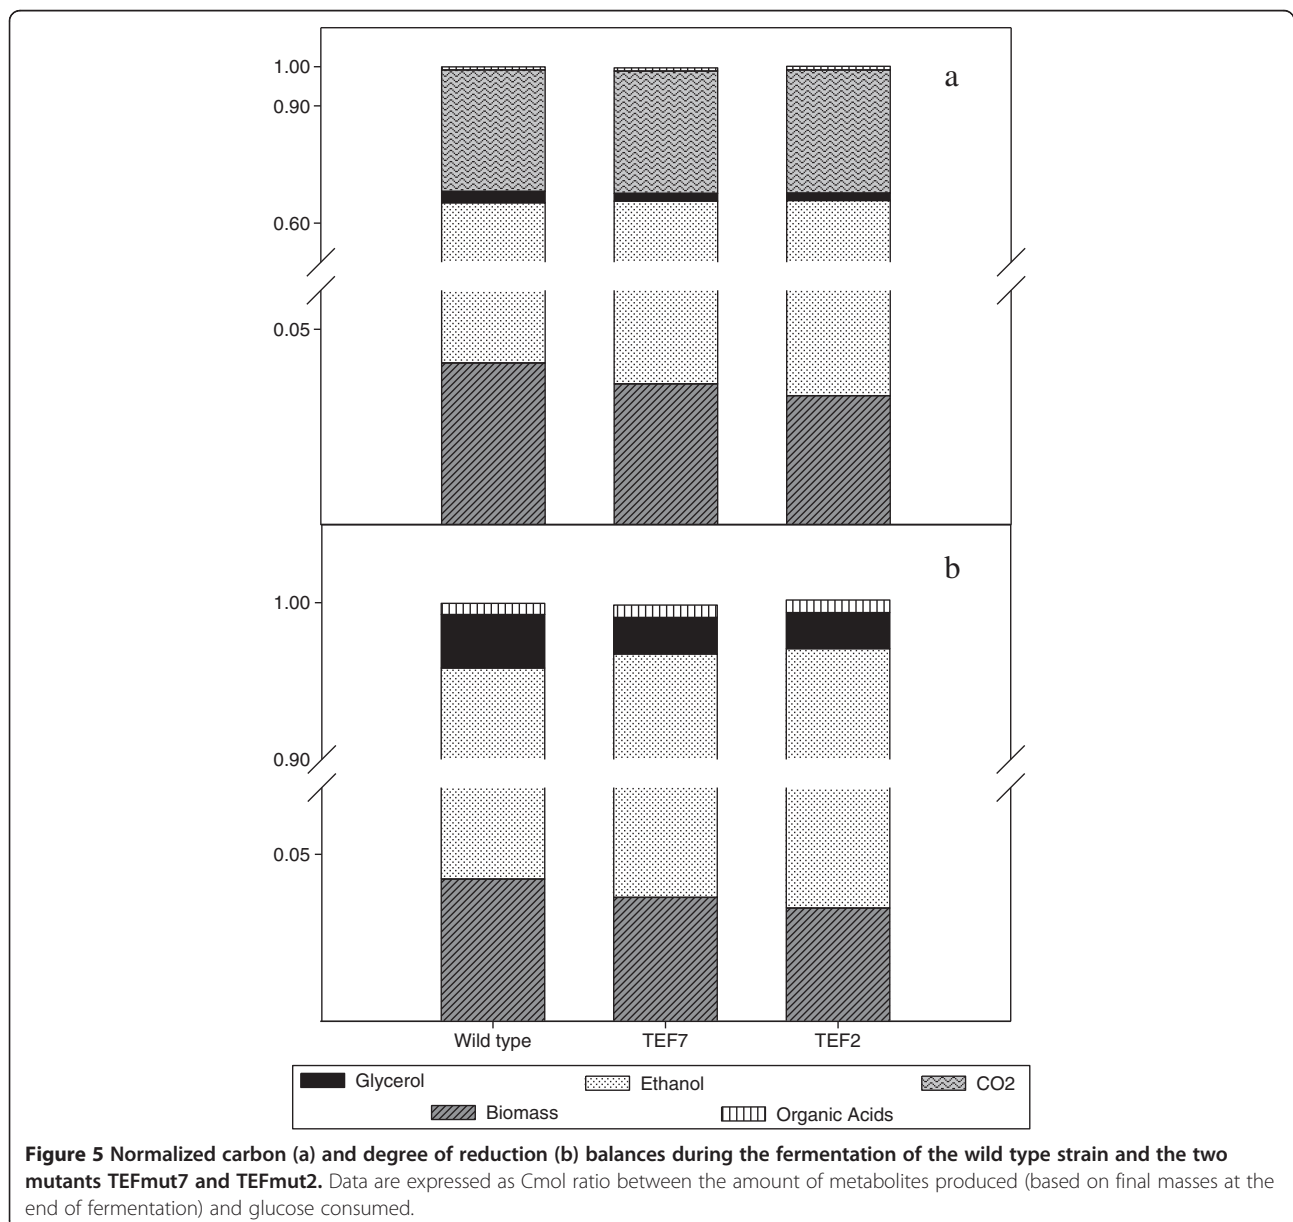 a
1.00
0.90
0.60
0.05
b
1.00
0.90
0.05
Wild type TEF7 TEF2
Glycerol Ethanol CO2
Biomass Organic Acids
Figure 5 Normalized carbon (a) and degree of reduction (b) balances during the fermentation of the wild type strain and the two
mutants TEFmut7 and TEFmut2. Data are expressed as Cmol ratio between the amount of metabolites produced (based on final masses at the
end of fermentation) and glucose consumed.